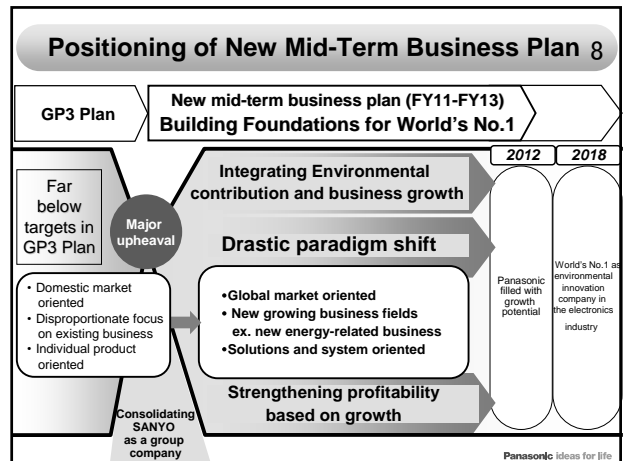 Positioning of New Mid-Term Business Plan 8
GP3 Plan
New mid-term business plan (FY11-FY13)
Building Foundations for World's No.1
2012
2018
Far
below
targets in
GP3 Plan
Major
upheaval
Integrating Environmental
contribution and business growth
Drastic paradigm shift
• Domestic market
oriented
• Disproportionate focus
on existing business
• Individual product
oriented
•Global market oriented
• New growing business fields
ex. new energy-related business
•Solutions and system oriented
Panasonic
filled with
growth
potential
World's No.1 as
environmental
innovation
company in
the electronics
industry
Strengthening profitability
based on growth
Consolidating
SANYO
as a group
company
Panasonic ideas for life